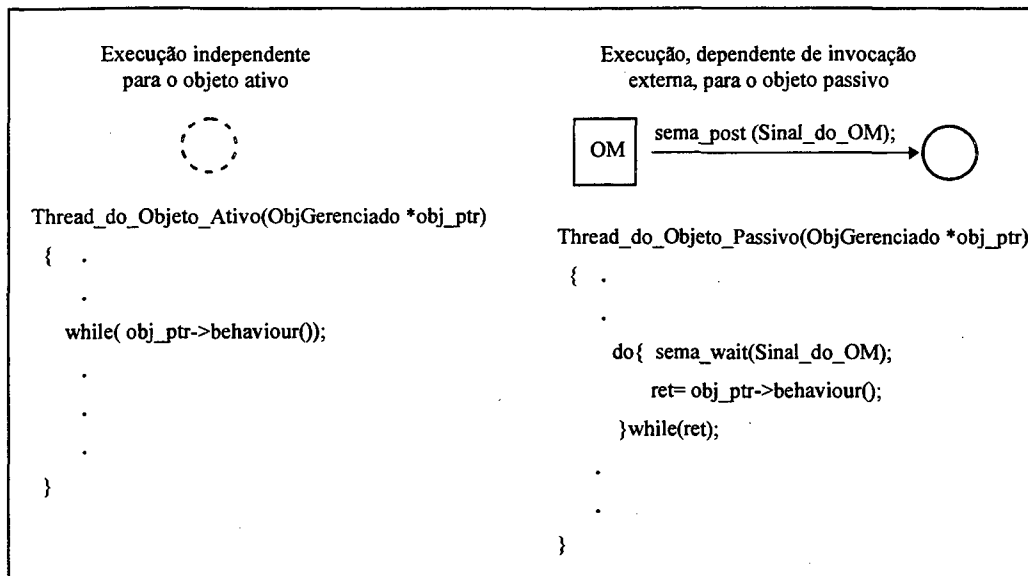 Execução independente
para o objeto ativo
Thread_do_Objeto_Ativo(ObjGerenciado *obj_ptr)
{ .
.
while( obj_ptr->behaviour());
.
.
.
}
Execução, dependente de invocação
externa, para o objeto passivo
OM
sema_post (Sinal_do_OM);
Thread_do_Objeto_Passivo(ObjGerenciado *obj_ptr)
{ .
.
do{ sema_wait(Sinal_do_OM);
ret= obj_ptr->behaviour();
}while(ret);
.
.
}